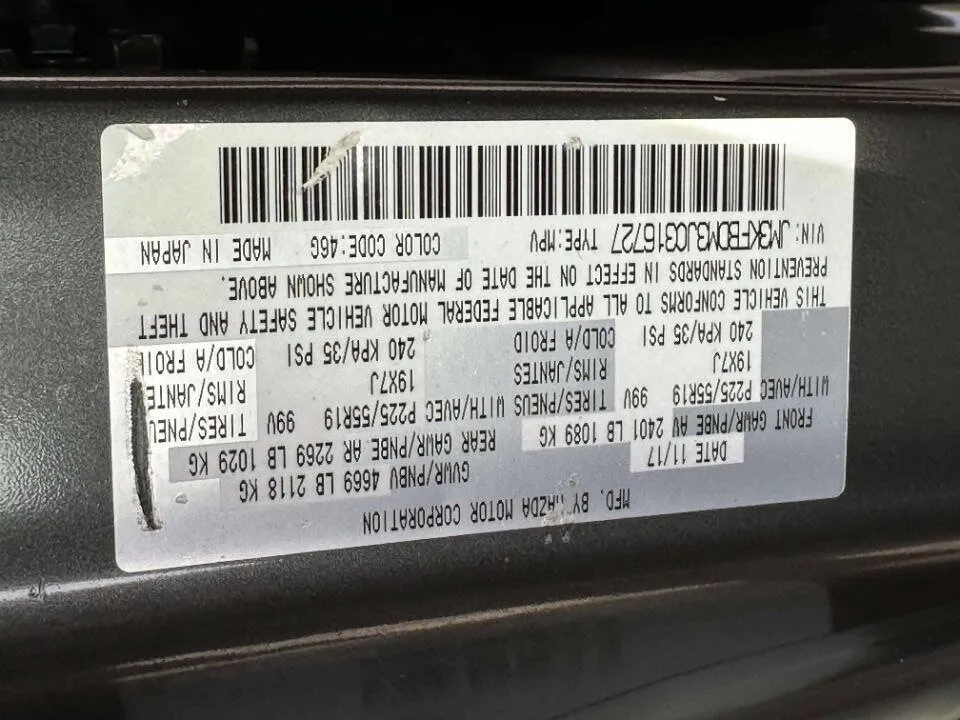 MFD. BY MAZDA MOTOR CORPORATION
DATE 11/17 GVWR/PNBV 4669 LB 2118 KG
FRONT GAWR/PNBE AV 2401 LB 1089 KG REAR GAWR/PNBE AR 2269 LB 1029 KG
WITH/AVEC P225/55R19 99V TIRES/PNEUS WITH/AVEC P225/55R19 99V TIRES/PNEUS
19X7J RIMS/JANTES 19X7J RIMS/JANTES
240 KPA/35 PSI COLD/A FROID 240 KPA/35 PSI COLD/A FROID
THIS VEHICLE CONFORMS TO ALL APPLICABLE FEDERAL MOTOR VEHICLE SAFETY AND THEFT
PREVENTION STANDARDS IN EFFECT ON THE DATE OF MANUFACTURE SHOWN ABOVE.
VIN: JM3KFBDM3J0316727 TYPE:MPV COLOR CODE:46G MADE IN JAPAN